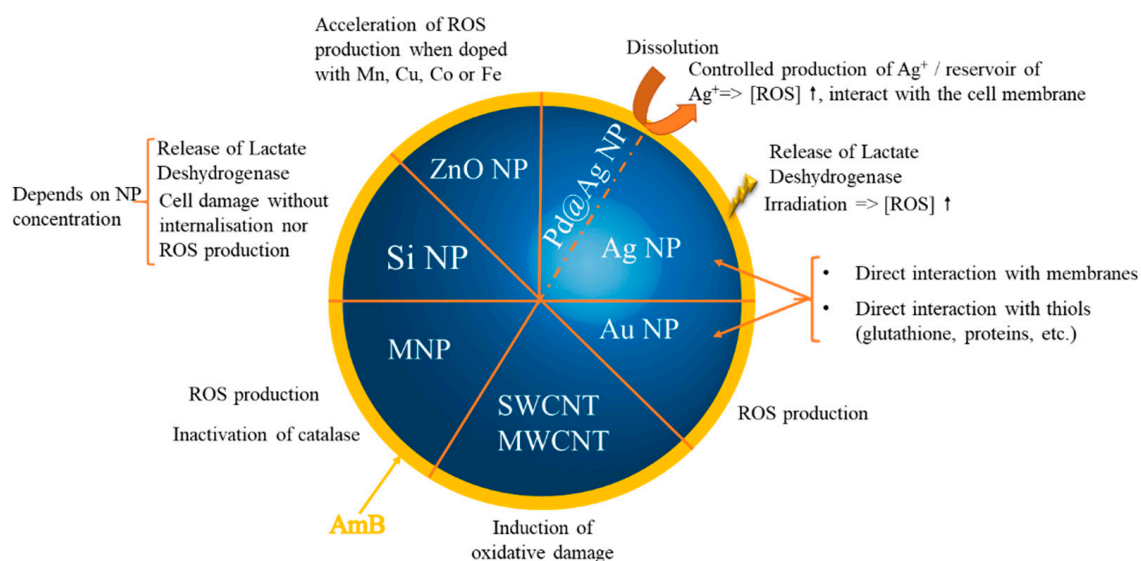 Acceleration of ROS
production when doped
with Mn, Cu, Co or Fe
Dissolution
Controlled production of Ag⁺ / reservoir of
Ag⁺=> [ROS] ↑, interact with the cell membrane
Release of Lactate
Deshydrogenase
Irradiation => [ROS] ↑
• Direct interaction with membranes
• Direct interaction with thiols
(glutathione, proteins, etc.)
ROS production
Induction of
oxidative damage
AmB
ROS production
Inactivation of catalase
Depends on NP
concentration
Release of Lactate
Deshydrogenase
Cell damage without
internalisation nor
ROS production
ZnO NP
Pd@Ag NP
Ag NP
Au NP
SWCNT
MWCNT
MNP
Si NP